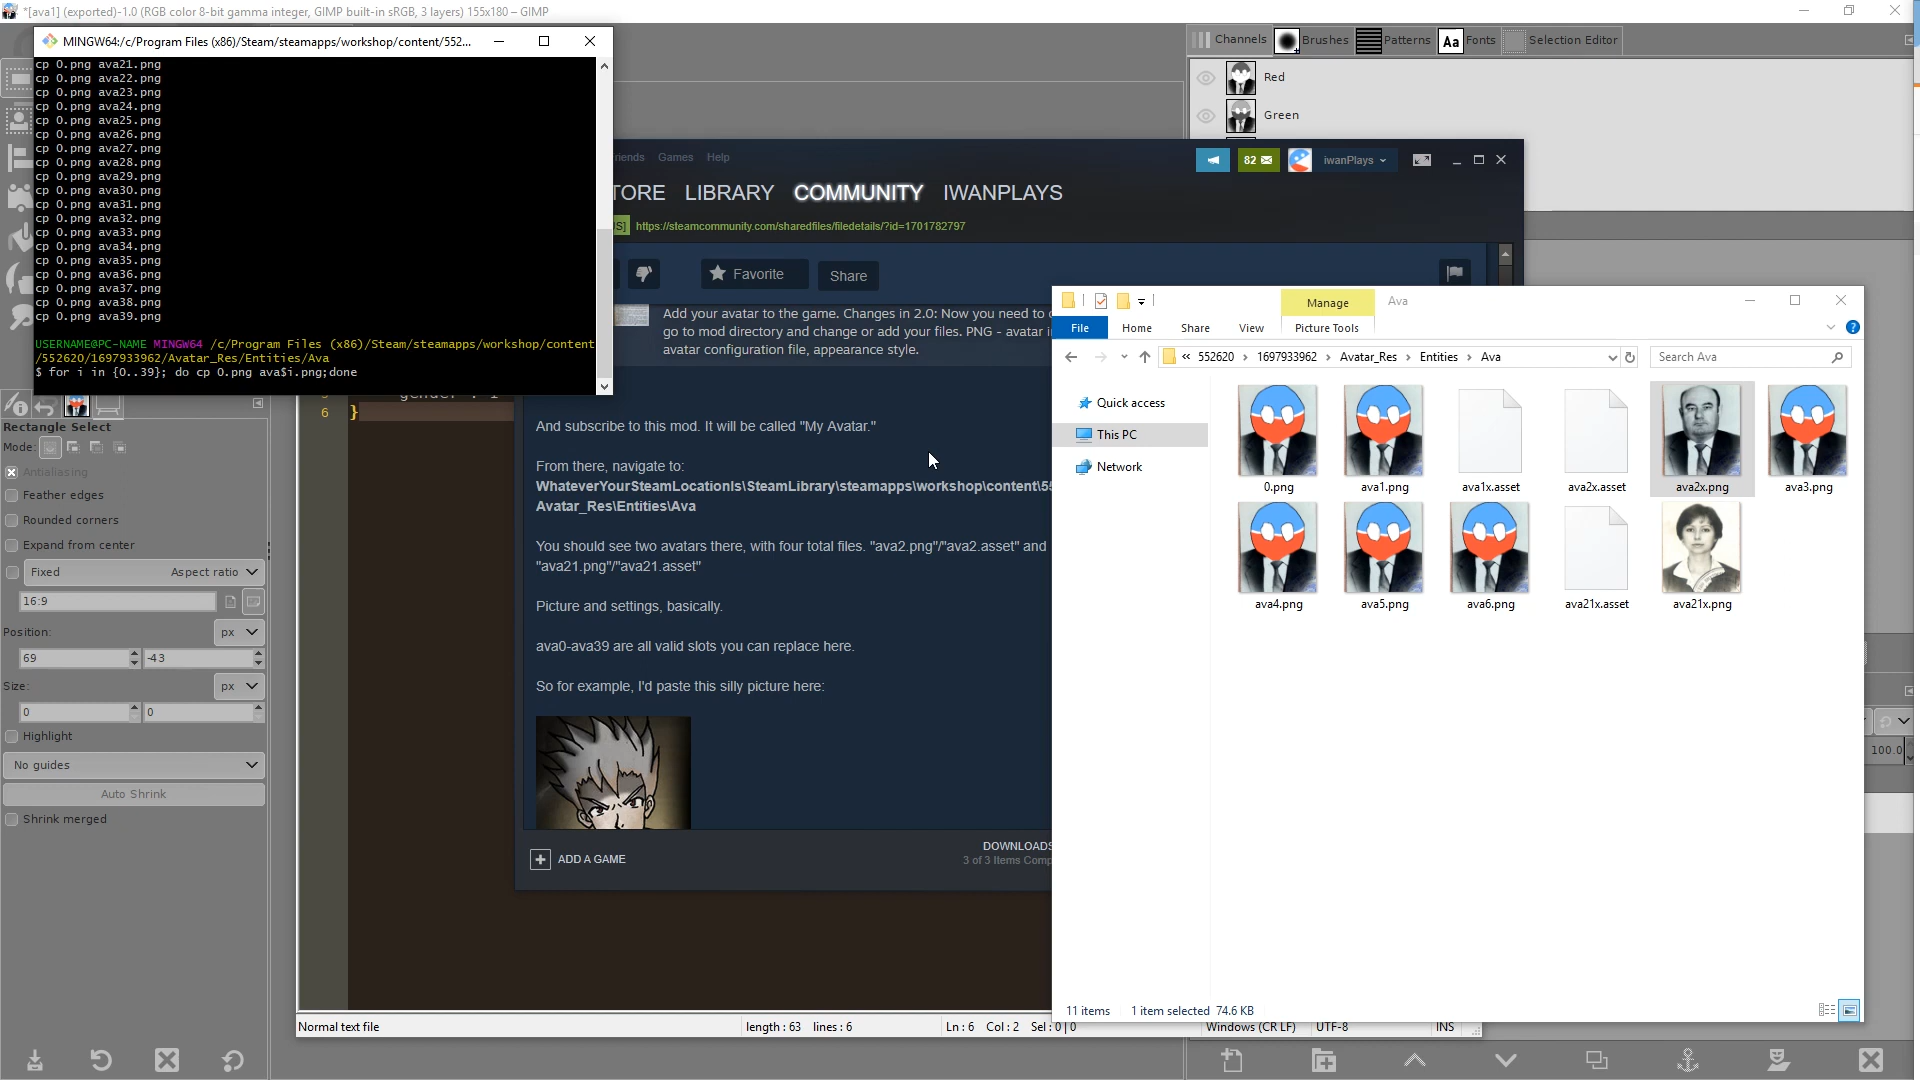 *[ava1] (exported)-1.0 (RGB color 8-bit gamma integer, GIMP built-in sRGB, 3 layers) 155x180 – GIMP
MINGW64:/c/Program Files (x86)/Steam/steamapps/workshop/content/552...
cp 0.png ava21.png
cp 0.png ava22.png
cp 0.png ava23.png
cp 0.png ava24.png
cp 0.png ava25.png
cp 0.png ava26.png
cp 0.png ava27.png
cp 0.png ava28.png
cp 0.png ava29.png
cp 0.png ava30.png
cp 0.png ava31.png
cp 0.png ava32.png
cp 0.png ava33.png
cp 0.png ava34.png
cp 0.png ava35.png
cp 0.png ava36.png
cp 0.png ava37.png
cp 0.png ava38.png
cp 0.png ava39.png
USERNAME@PC-NAME MINGW64 /c/Program Files (x86)/Steam/steamapps/workshop/content
/552620/1697933962/Avatar_Res/Entities/Ava
$ for i in {0..39}; do cp 0.png ava$i.png;done
Channels Brushes Patterns Aa Fonts Selection Editor
Red
Green
iends Games Help
82 iwanPlays
TORE LIBRARY COMMUNITY IWANPLAYS
S] https://steamcommunity.com/sharedfiles/filedetails/?id=1701782797
Favorite Share
Add your avatar to the game. Changes in 2.0: Now you need to
go to mod directory and change or add your files. PNG - avatar i
avatar configuration file, appearance style.
6 }
And subscribe to this mod. It will be called "My Avatar."
From there, navigate to:
WhateverYourSteamLocationIs\SteamLibrary\steamapps\workshop\content\55
Avatar_Res\Entities\Ava
You should see two avatars there, with four total files. "ava2.png"/"ava2.asset" and
"ava21.png"/"ava21.asset"
Picture and settings, basically.
ava0-ava39 are all valid slots you can replace here.
So for example, I'd paste this silly picture here:
ADD A GAME
DOWNLOADS
3 of 3 Items Comp
Manage Ava
File Home Share View Picture Tools
« 552620 › 1697933962 › Avatar_Res › Entities › Ava
Search Ava
Quick access
This PC
Network
0.png ava1.png ava1x.asset ava2x.asset ava2x.png ava3.png
ava4.png ava5.png ava6.png ava21x.asset ava21x.png
11 items 1 item selected 74.6 KB
Rectangle Select
Mode:
Antialiasing
Feather edges
Rounded corners
Expand from center
Fixed Aspect ratio
16:9
Position: px
69 -43
Size: px
0 0
Highlight
No guides
Auto Shrink
Shrink merged
100.0
Normal text file length : 63 lines : 6 Ln : 6 Col : 2 Sel : 0 | 0 Windows (CR LF) UTF-8 INS